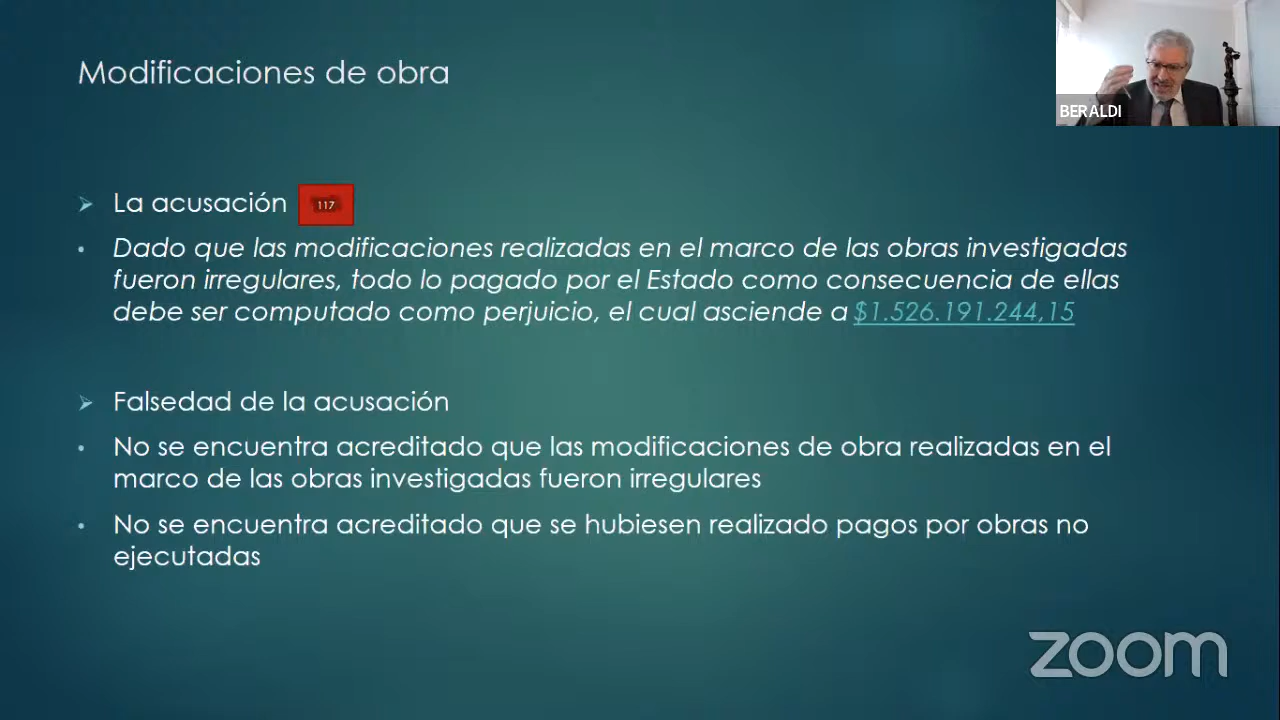 Modificaciones de obra
BERALDI
La acusación 117
Dado que las modificaciones realizadas en el marco de las obras investigadas
fueron irregulares, todo lo pagado por el Estado como consecuencia de ellas
debe ser computado como perjuicio, el cual asciende a $1.526.191.244,15
Falsedad de la acusación
No se encuentra acreditado que las modificaciones de obra realizadas en el
marco de las obras investigadas fueron irregulares
No se encuentra acreditado que se hubiesen realizado pagos por obras no
ejecutadas
zoom